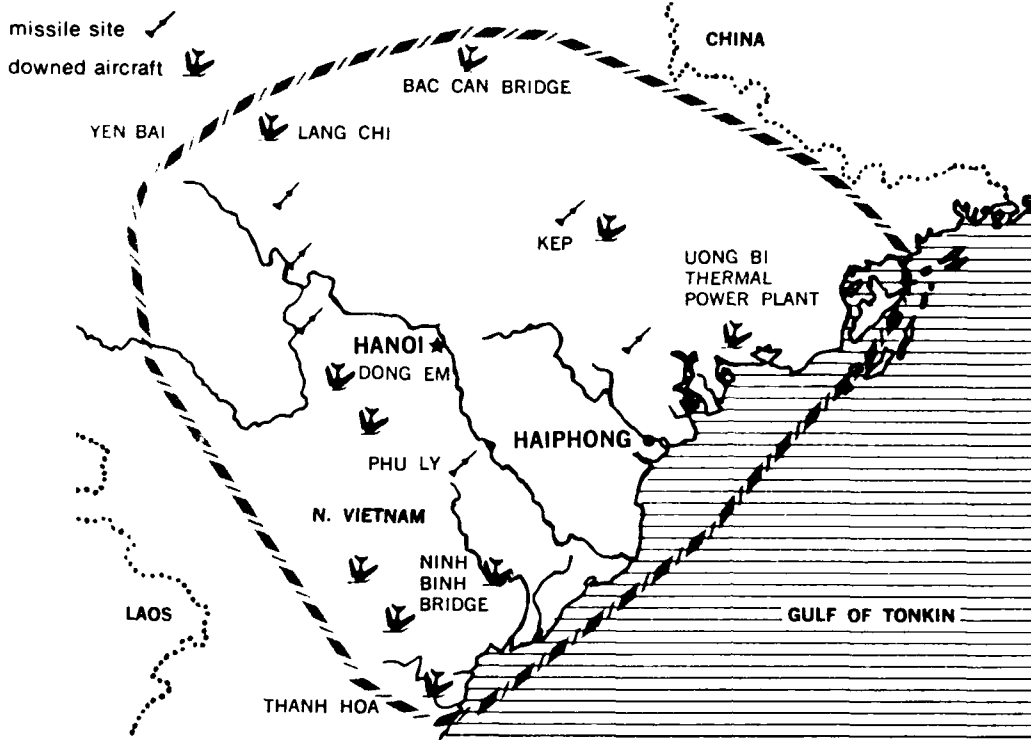 missile site
downed aircraft
CHINA
BAC CAN BRIDGE
YEN BAI
LANG CHI
KEP
UONG BI
THERMAL
POWER PLANT
HANOI
DONG EM
HAIPHONG
PHU LY
N. VIETNAM
NINH
BINH
BRIDGE
LAOS
GULF OF TONKIN
THANH HOA